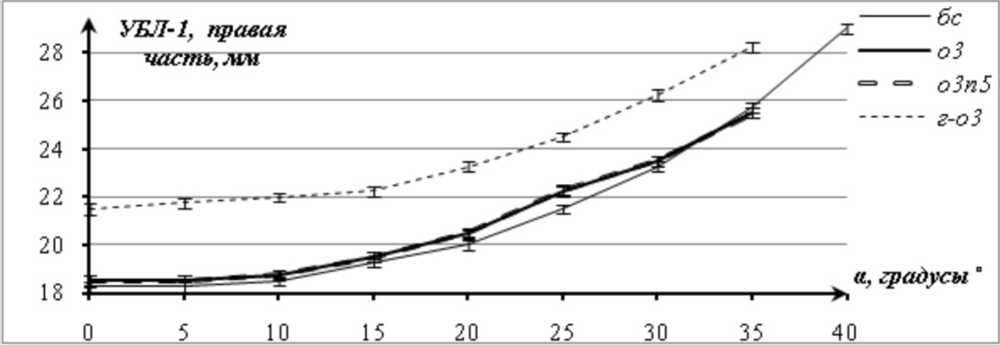 УБЛ-1, правая
часть, мм
бс
о3
о3п5
г-о3
28
26
24
22
20
18
α, градусы °
0 5 10 15 20 25 30 35 40